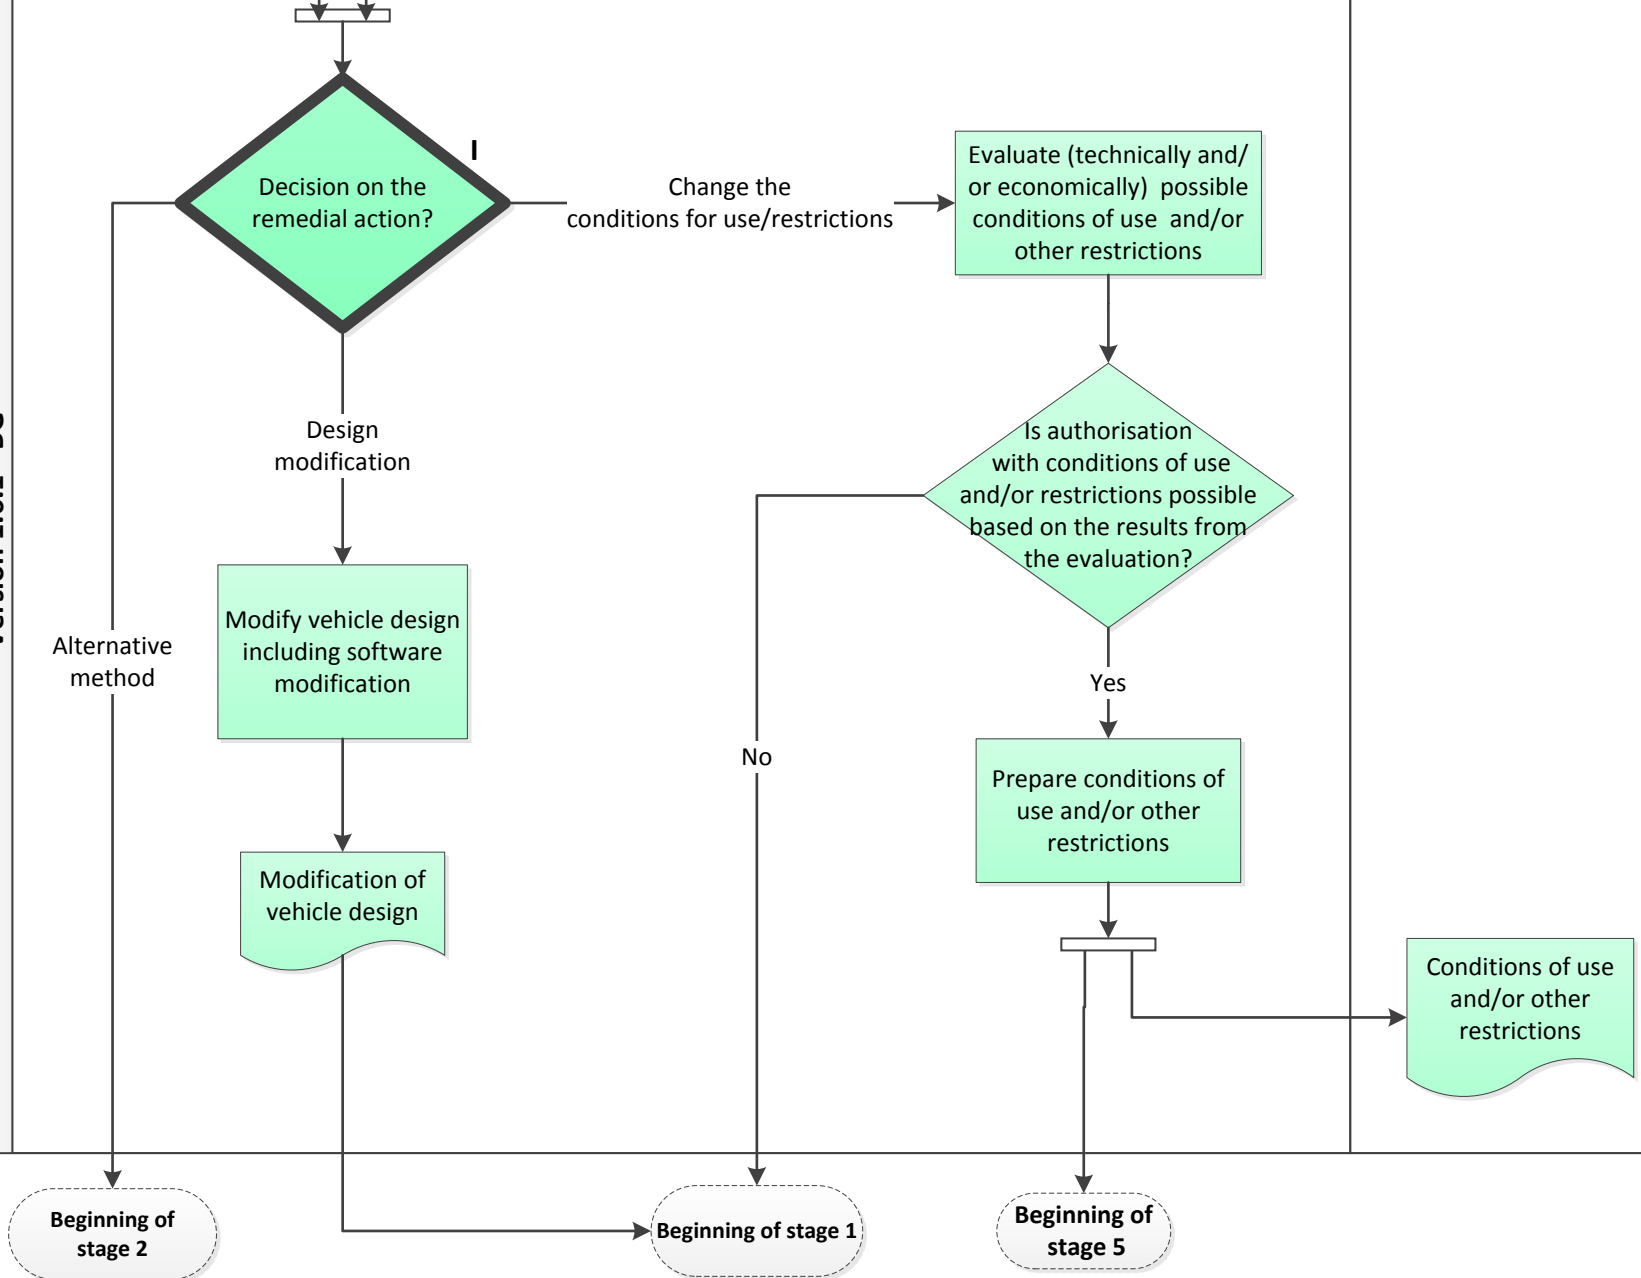 I
Decision on the
remedial action?
Change the
conditions for use/restrictions
Evaluate (technically and/
or economically) possible
conditions of use and/or
other restrictions
Design
modification
Is authorisation
with conditions of use
and/or restrictions possible
based on the results from
the evaluation?
Alternative
method
Modify vehicle design
including software
modification
Yes
No
Prepare conditions of
use and/or other
restrictions
Modification of
vehicle design
Conditions of use
and/or other
restrictions
Beginning of
stage 2
Beginning of stage 1
Beginning of
stage 5